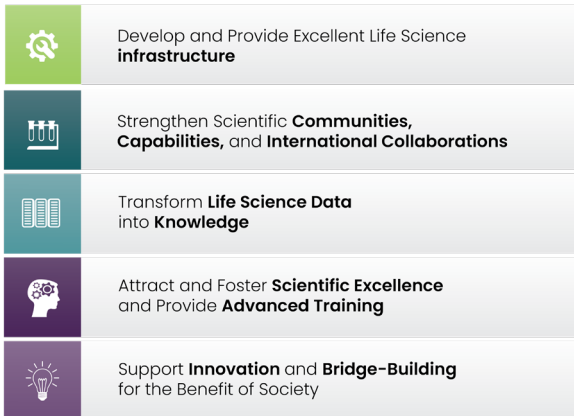 Develop and Provide Excellent Life Science
infrastructure
Strengthen Scientific Communities,
Capabilities, and International Collaborations
Transform Life Science Data
into Knowledge
Attract and Foster Scientific Excellence
and Provide Advanced Training
Support Innovation and Bridge-Building
for the Benefit of Society